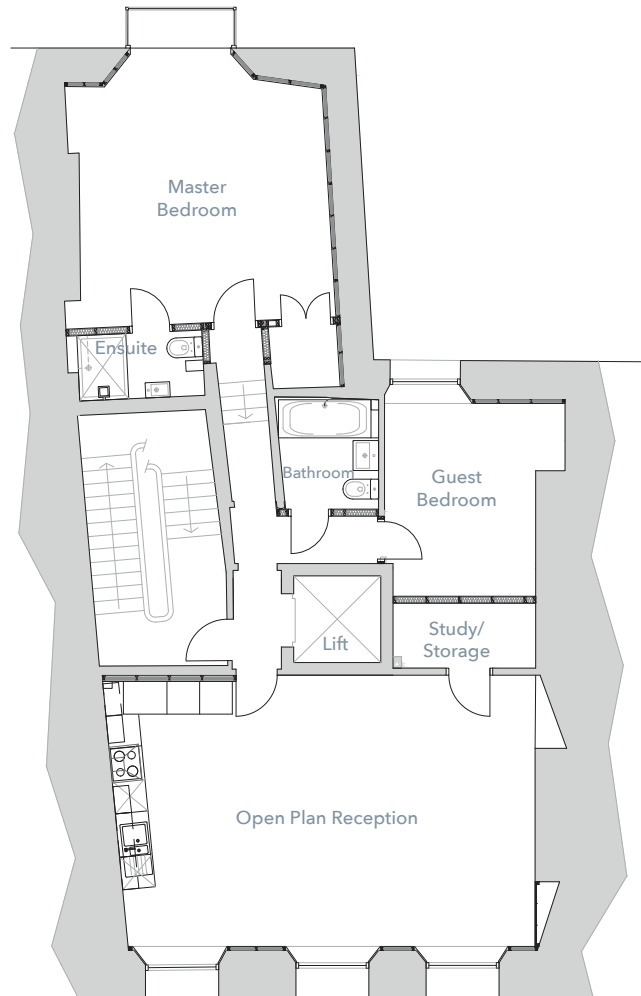 Master
Bedroom
Ensuite
Bathroom
Guest
Bedroom
Lift
Study/
Storage
Open Plan Reception